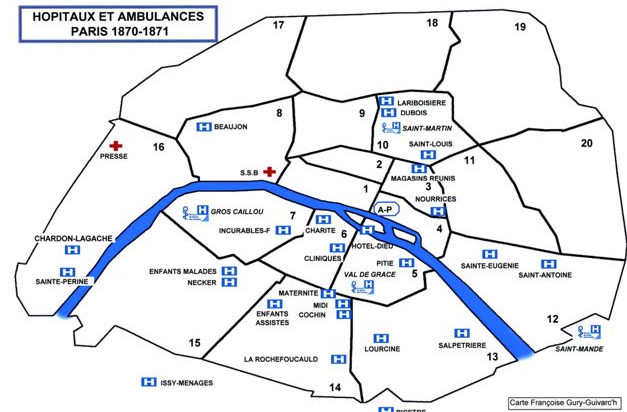 HOPITAUX ET AMBULANCES
PARIS 1870-1871
17
18
19
8
9
LARIBOISIERE
DUBOIS
SAINT-MARTIN
BEAUJON
10
SAINT-LOUIS
20
16
PRESSE
S.S.B
2
11
MAGASINS REUNIS
3
1
NOURRICES
A-P
GROS CAILLOU
7
INCURABLES-F
CHARITE
6
HOTEL-DIEU
4
CHARDON-LAGACHE
CLINIQUES
PITIE
SAINTE-EUGENIE
SAINT-ANTOINE
SAINTE-PERINE
ENFANTS MALADES
NECKER
VAL DE GRACE
5
MATERNITE
MIDI
COCHIN
ENFANTS
ASSISTES
12
SAINT-MANDE
15
LOURCINE
SALPETRIERE
13
LA ROCHEFOUCAULD
ISSY-MENAGES
14
Carte Françoise Gury-Guivarc'h